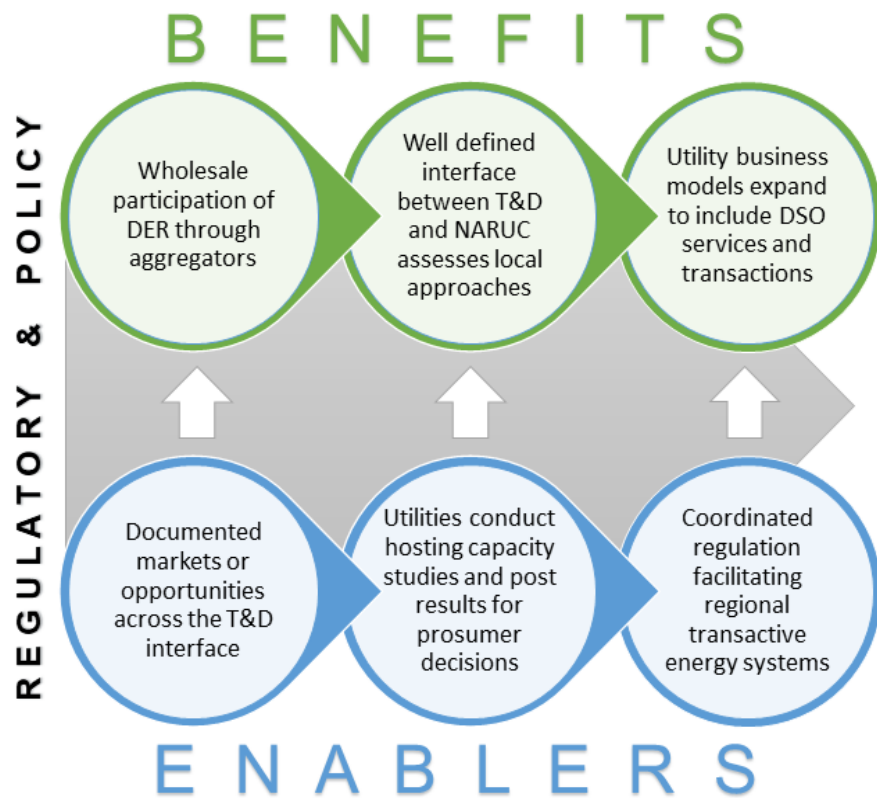 BENEFITS
REGULATORY & POLICY
Wholesale
participation of
DER through
aggregators
Well defined
interface
between T&D
and NARUC
assesses local
approaches
Utility business
models expand
to include DSO
services and
transactions
Documented
markets or
opportunities
across the T&D
interface
Utilities conduct
hosting capacity
studies and post
results for
prosumer
decisions
Coordinated
regulation
facilitating
regional
transactive
energy systems
ENABLERS